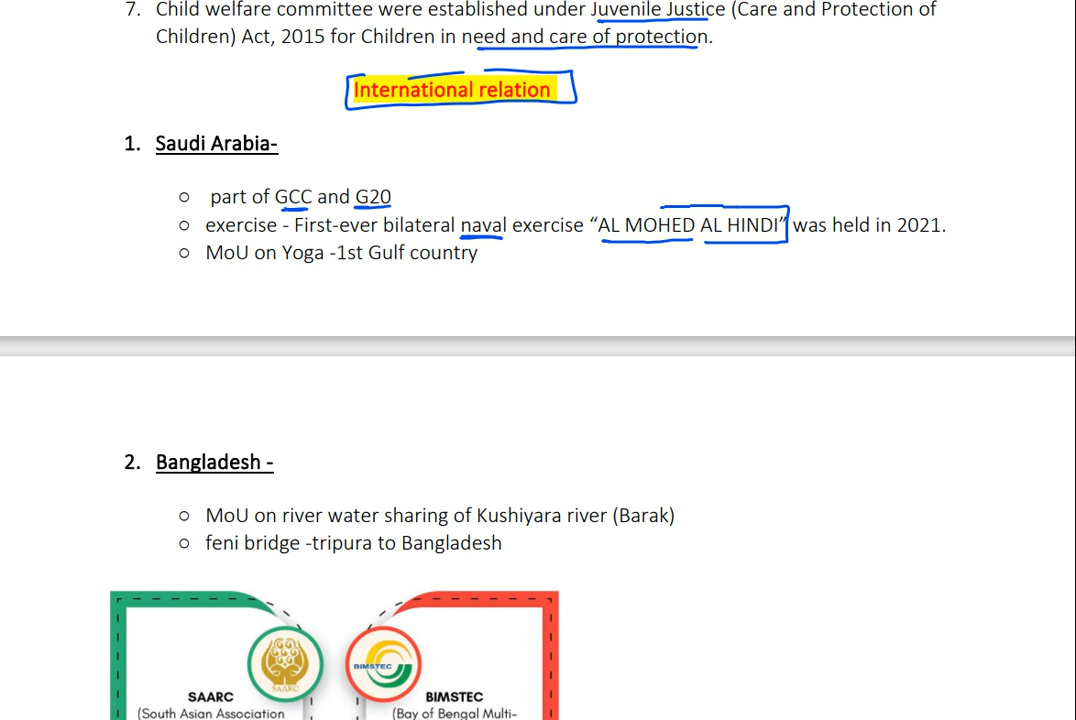 7. Child welfare committee were established under Juvenile Justice (Care and Protection of
Children) Act, 2015 for Children in need and care of protection.
International relation
1. Saudi Arabia-
○ part of GCC and G20
○ exercise - First-ever bilateral naval exercise “AL MOHED AL HINDI” was held in 2021.
○ MoU on Yoga -1st Gulf country
2. Bangladesh -
○ MoU on river water sharing of Kushiyara river (Barak)
○ feni bridge -tripura to Bangladesh
SAARC
BIMSTEC
SAARC
(South Asian Association
BIMSTEC
(Bay of Bengal Multi-